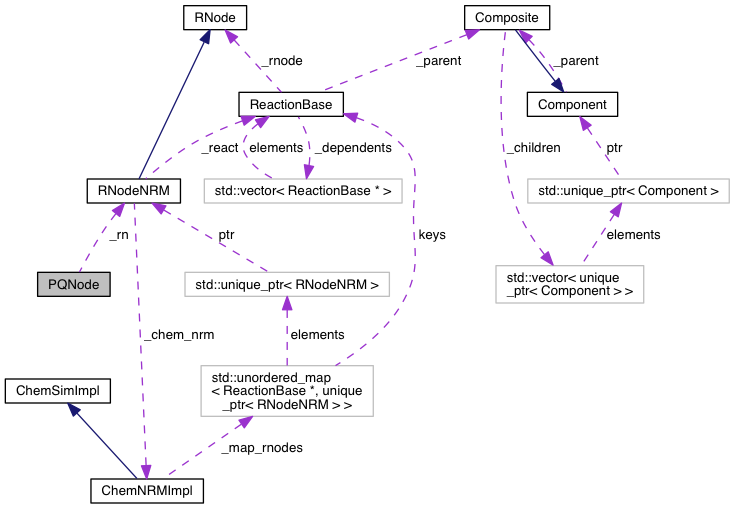 RNode
Composite
_rnode
_parent
_parent
ReactionBase
Component
_react
elements
_dependents
_children
ptr
RNodeNRM
std::vector< ReactionBase * >
std::unique_ptr< Component >
_rn
ptr
keys
elements
PQNode
std::unique_ptr< RNodeNRM >
std::vector< unique
_ptr< Component > >
_chem_nrm
elements
ChemSimImpl
std::unordered_map
< ReactionBase *, unique
_ptr< RNodeNRM > >
_map_rnodes
ChemNRMImpl